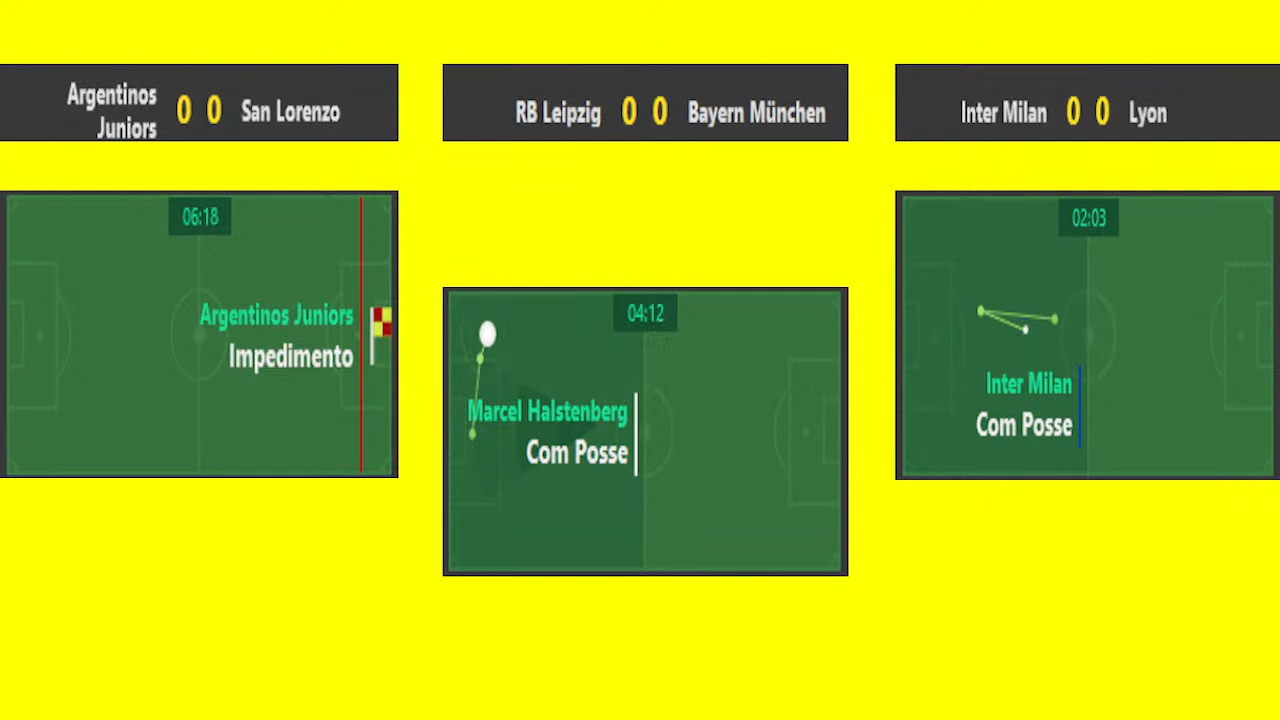 Argentinos
Juniors
0 0
San Lorenzo
RB Leipzig 0 0 Bayern München
Inter Milan 0 0 Lyon
06:18
Argentinos Juniors
Impedimento
04:12
Marcel Halstenberg
Com Posse
02:03
Inter Milan
Com Posse